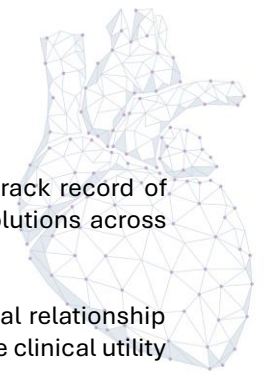 rack record of
olutions across
al relationship
e clinical utility